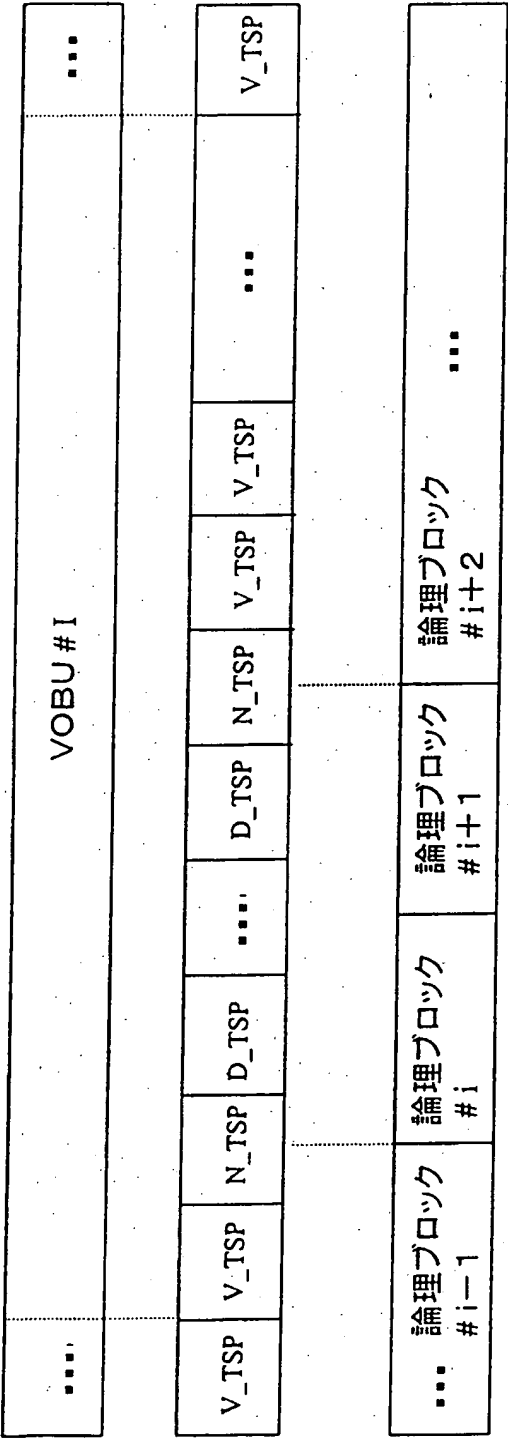 ・・・・
VOBU#I
・・・
V_TSP
V_TSP
N_TSP
D_TSP
・・・・
D_TSP
N_TSP
V_TSP
V_TSP
・・・
V_TSP
・・・
論理ブロック
#i−1
論理ブロック
#i
論理ブロック
#i+1
論理ブロック
#i+2
・・・